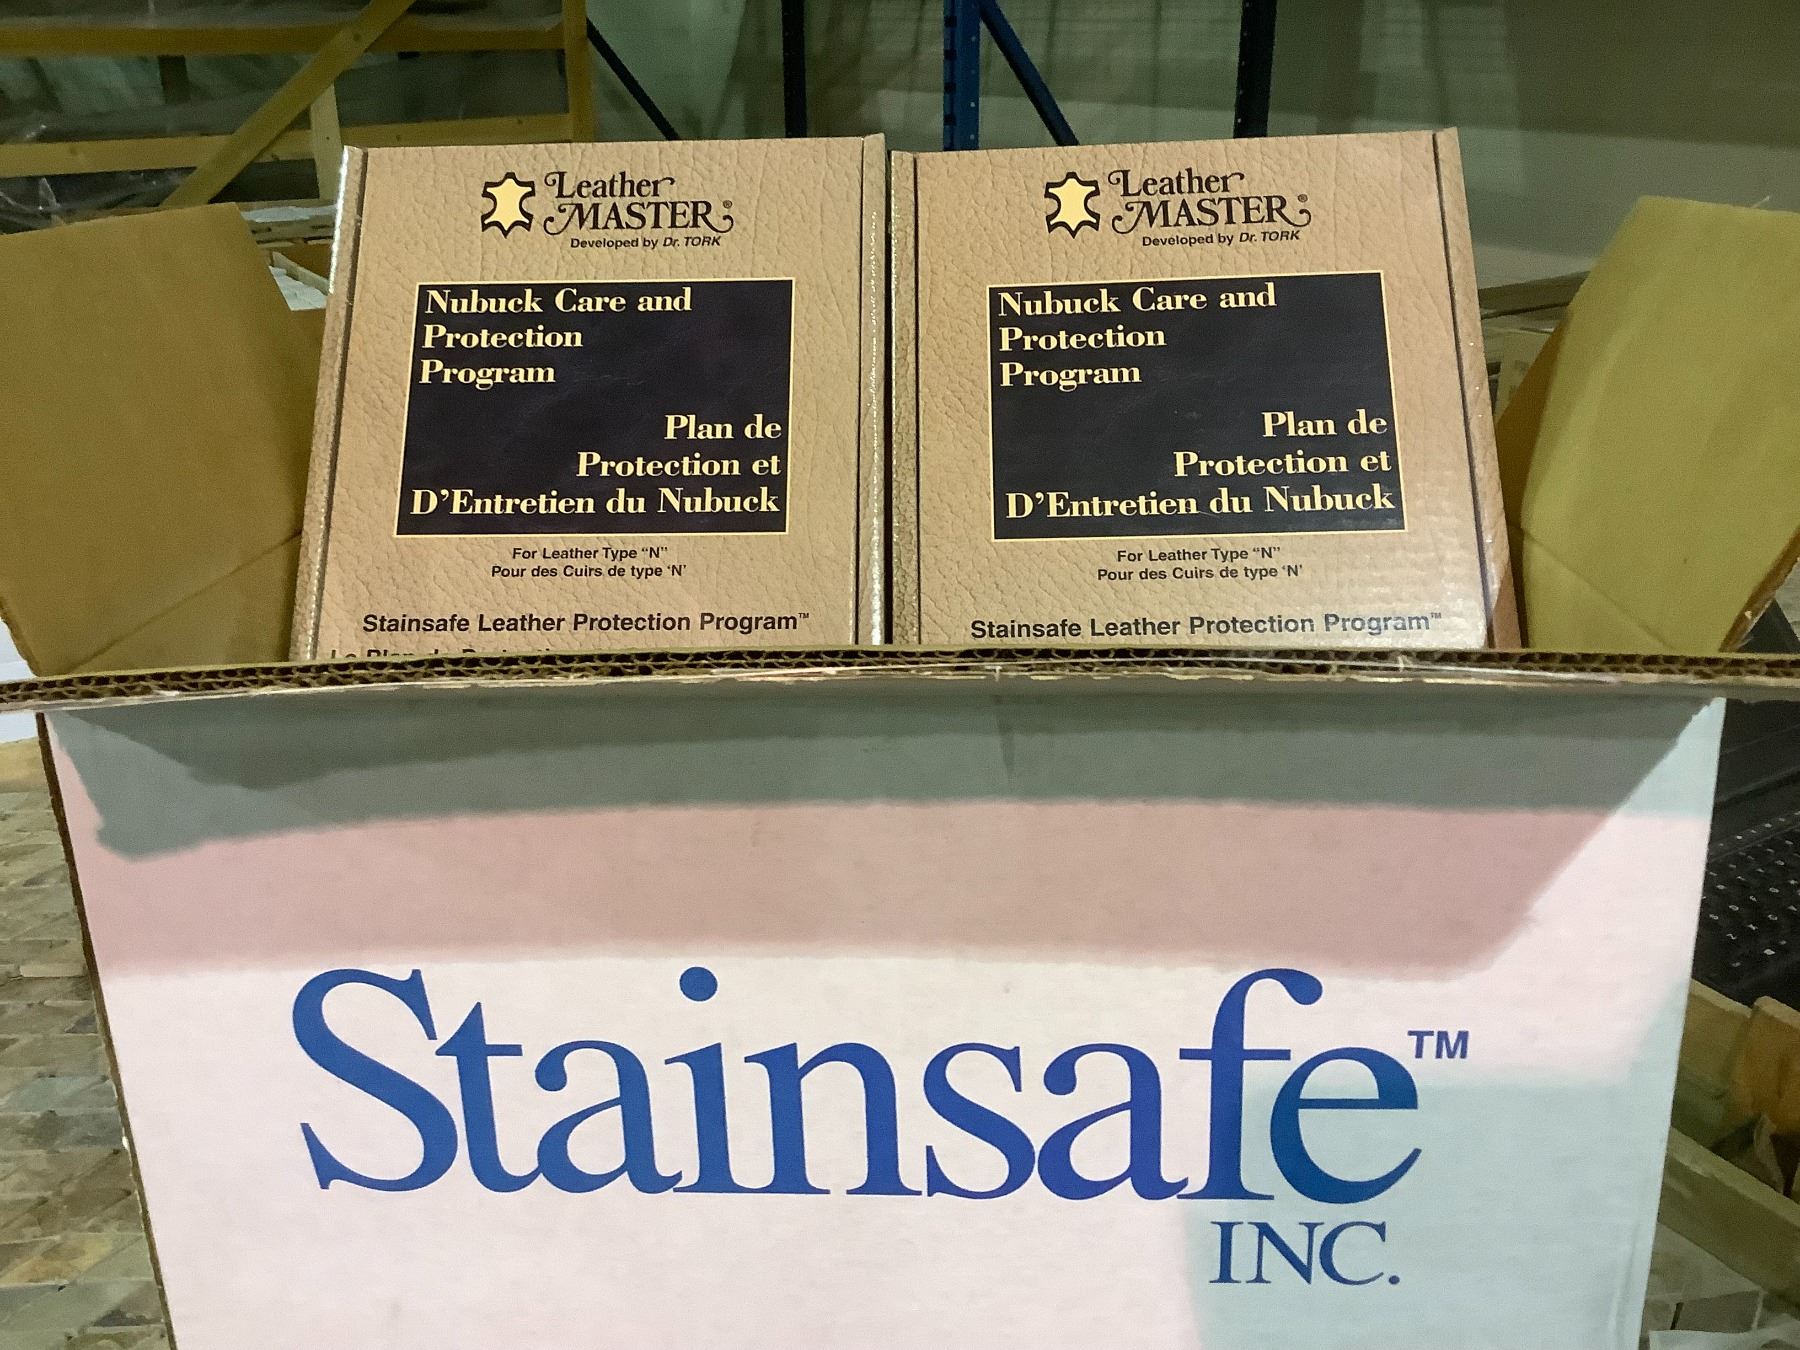 Leather
MASTER®
Developed by Dr. TORK
Nubuck Care and
Protection
Program
Plan de
Protection et
D'Entretien du Nubuck
For Leather Type "N"
Pour des Cuirs de type 'N'
Stainsafe Leather Protection Program™
Leather
MASTER®
Developed by Dr. TORK
Nubuck Care and
Protection
Program
Plan de
Protection et
D'Entretien du Nubuck
For Leather Type "N"
Pour des Cuirs de type 'N'
Stainsafe Leather Protection Program™
Stainsafe™
INC.